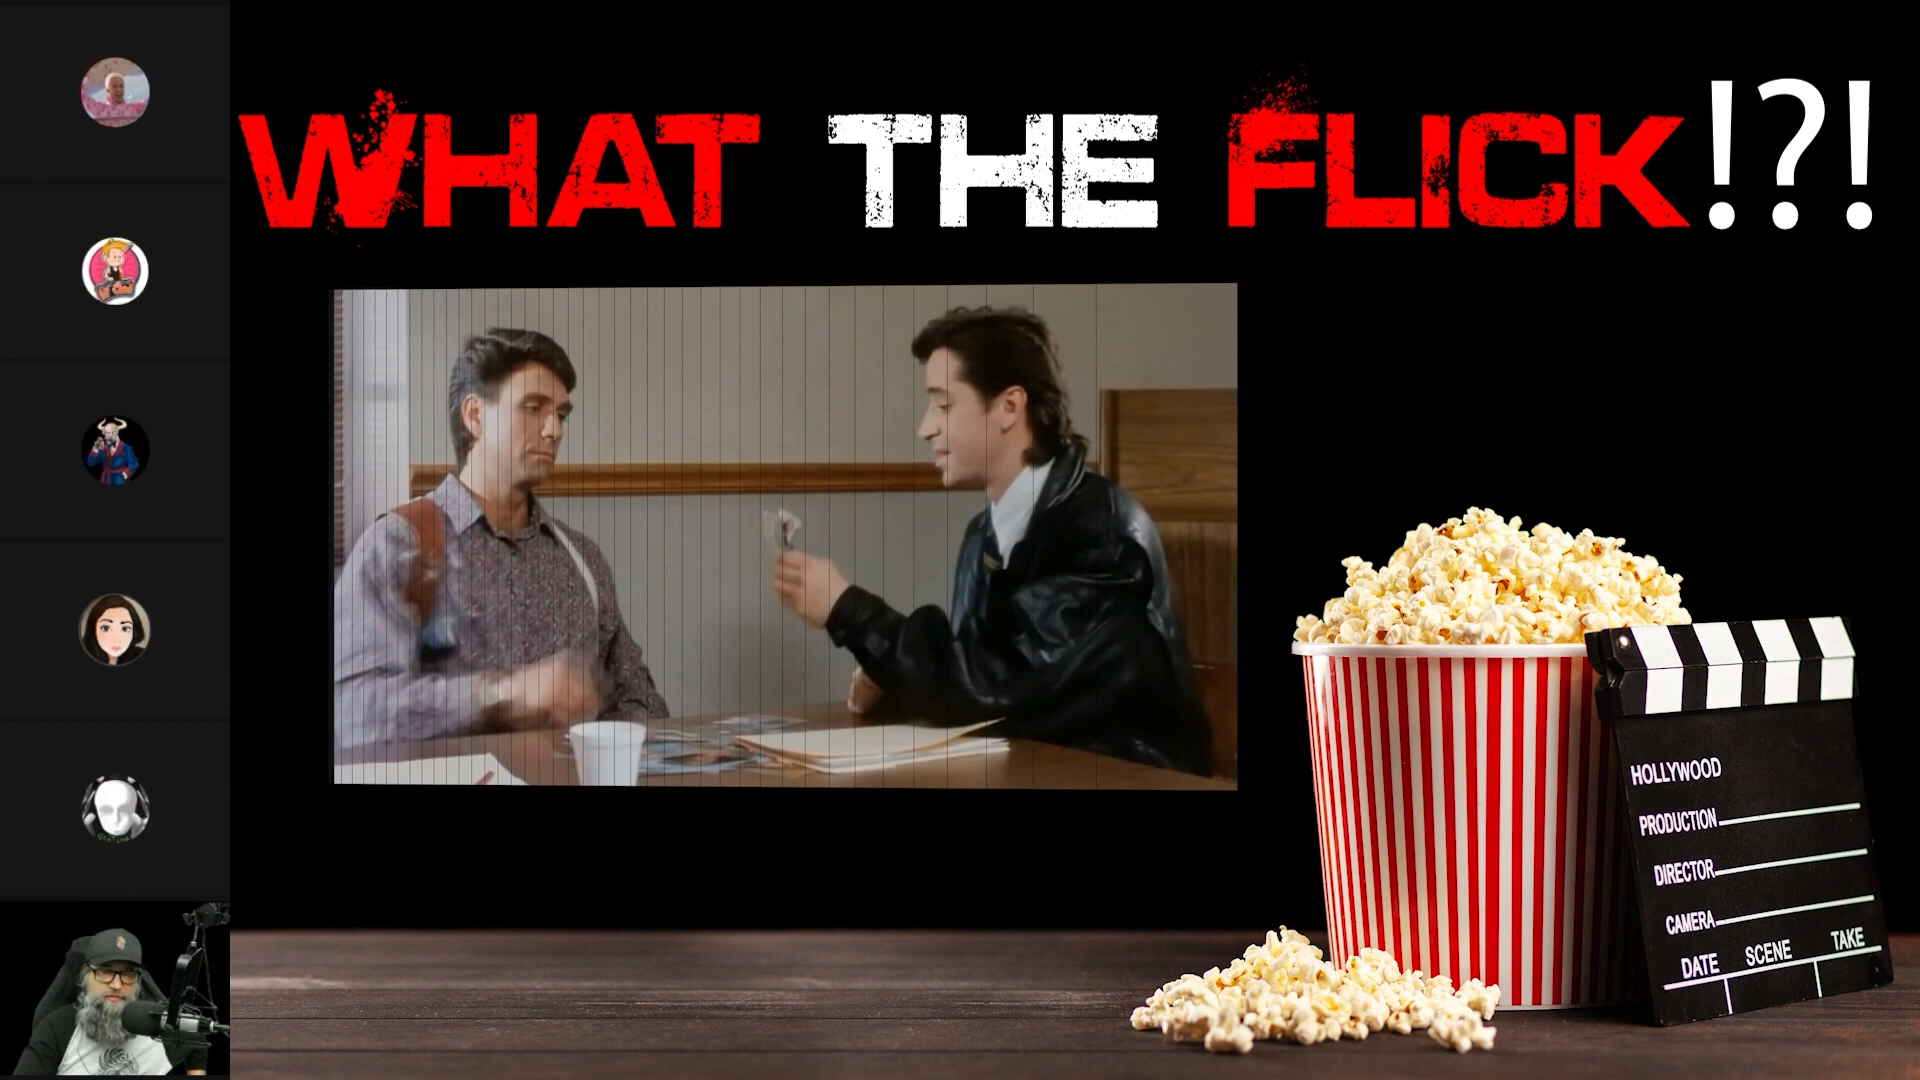 WHAT THE FLICK!?!
HOLLYWOOD
PRODUCTION
DIRECTOR
CAMERA
DATE SCENE TAKE